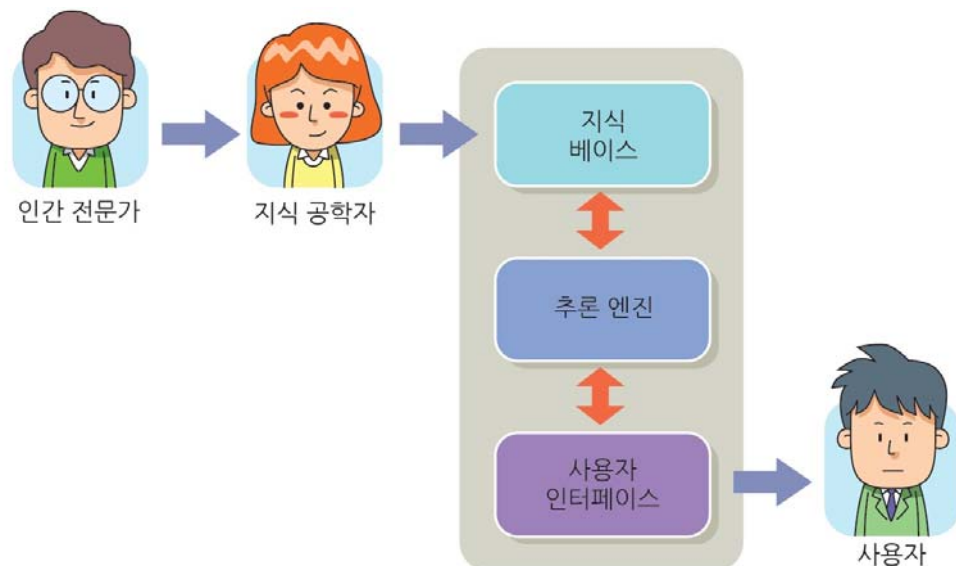 인간 전문가
지식 공학자
지식
베이스
추론 엔진
사용자
인터페이스
사용자